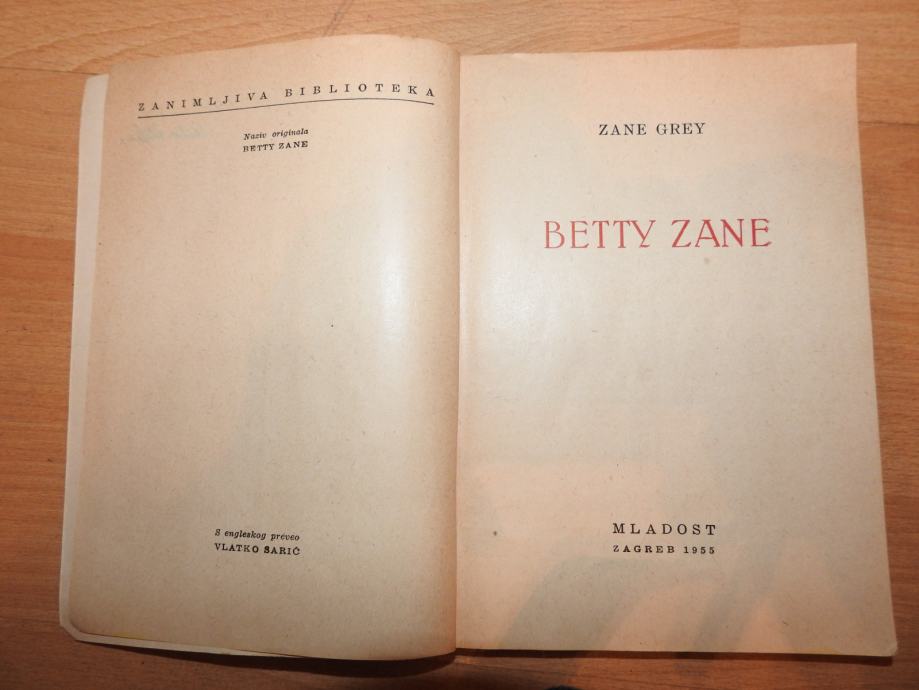 ZANIMLJIVA BIBLIOTEKA
Naziv originala
BETTY ZANE
S engleskog preveo
VLATKO ŠARIĆ
ZANE GREY
BETTY ZANE
MLADOST
ZAGREB 1955